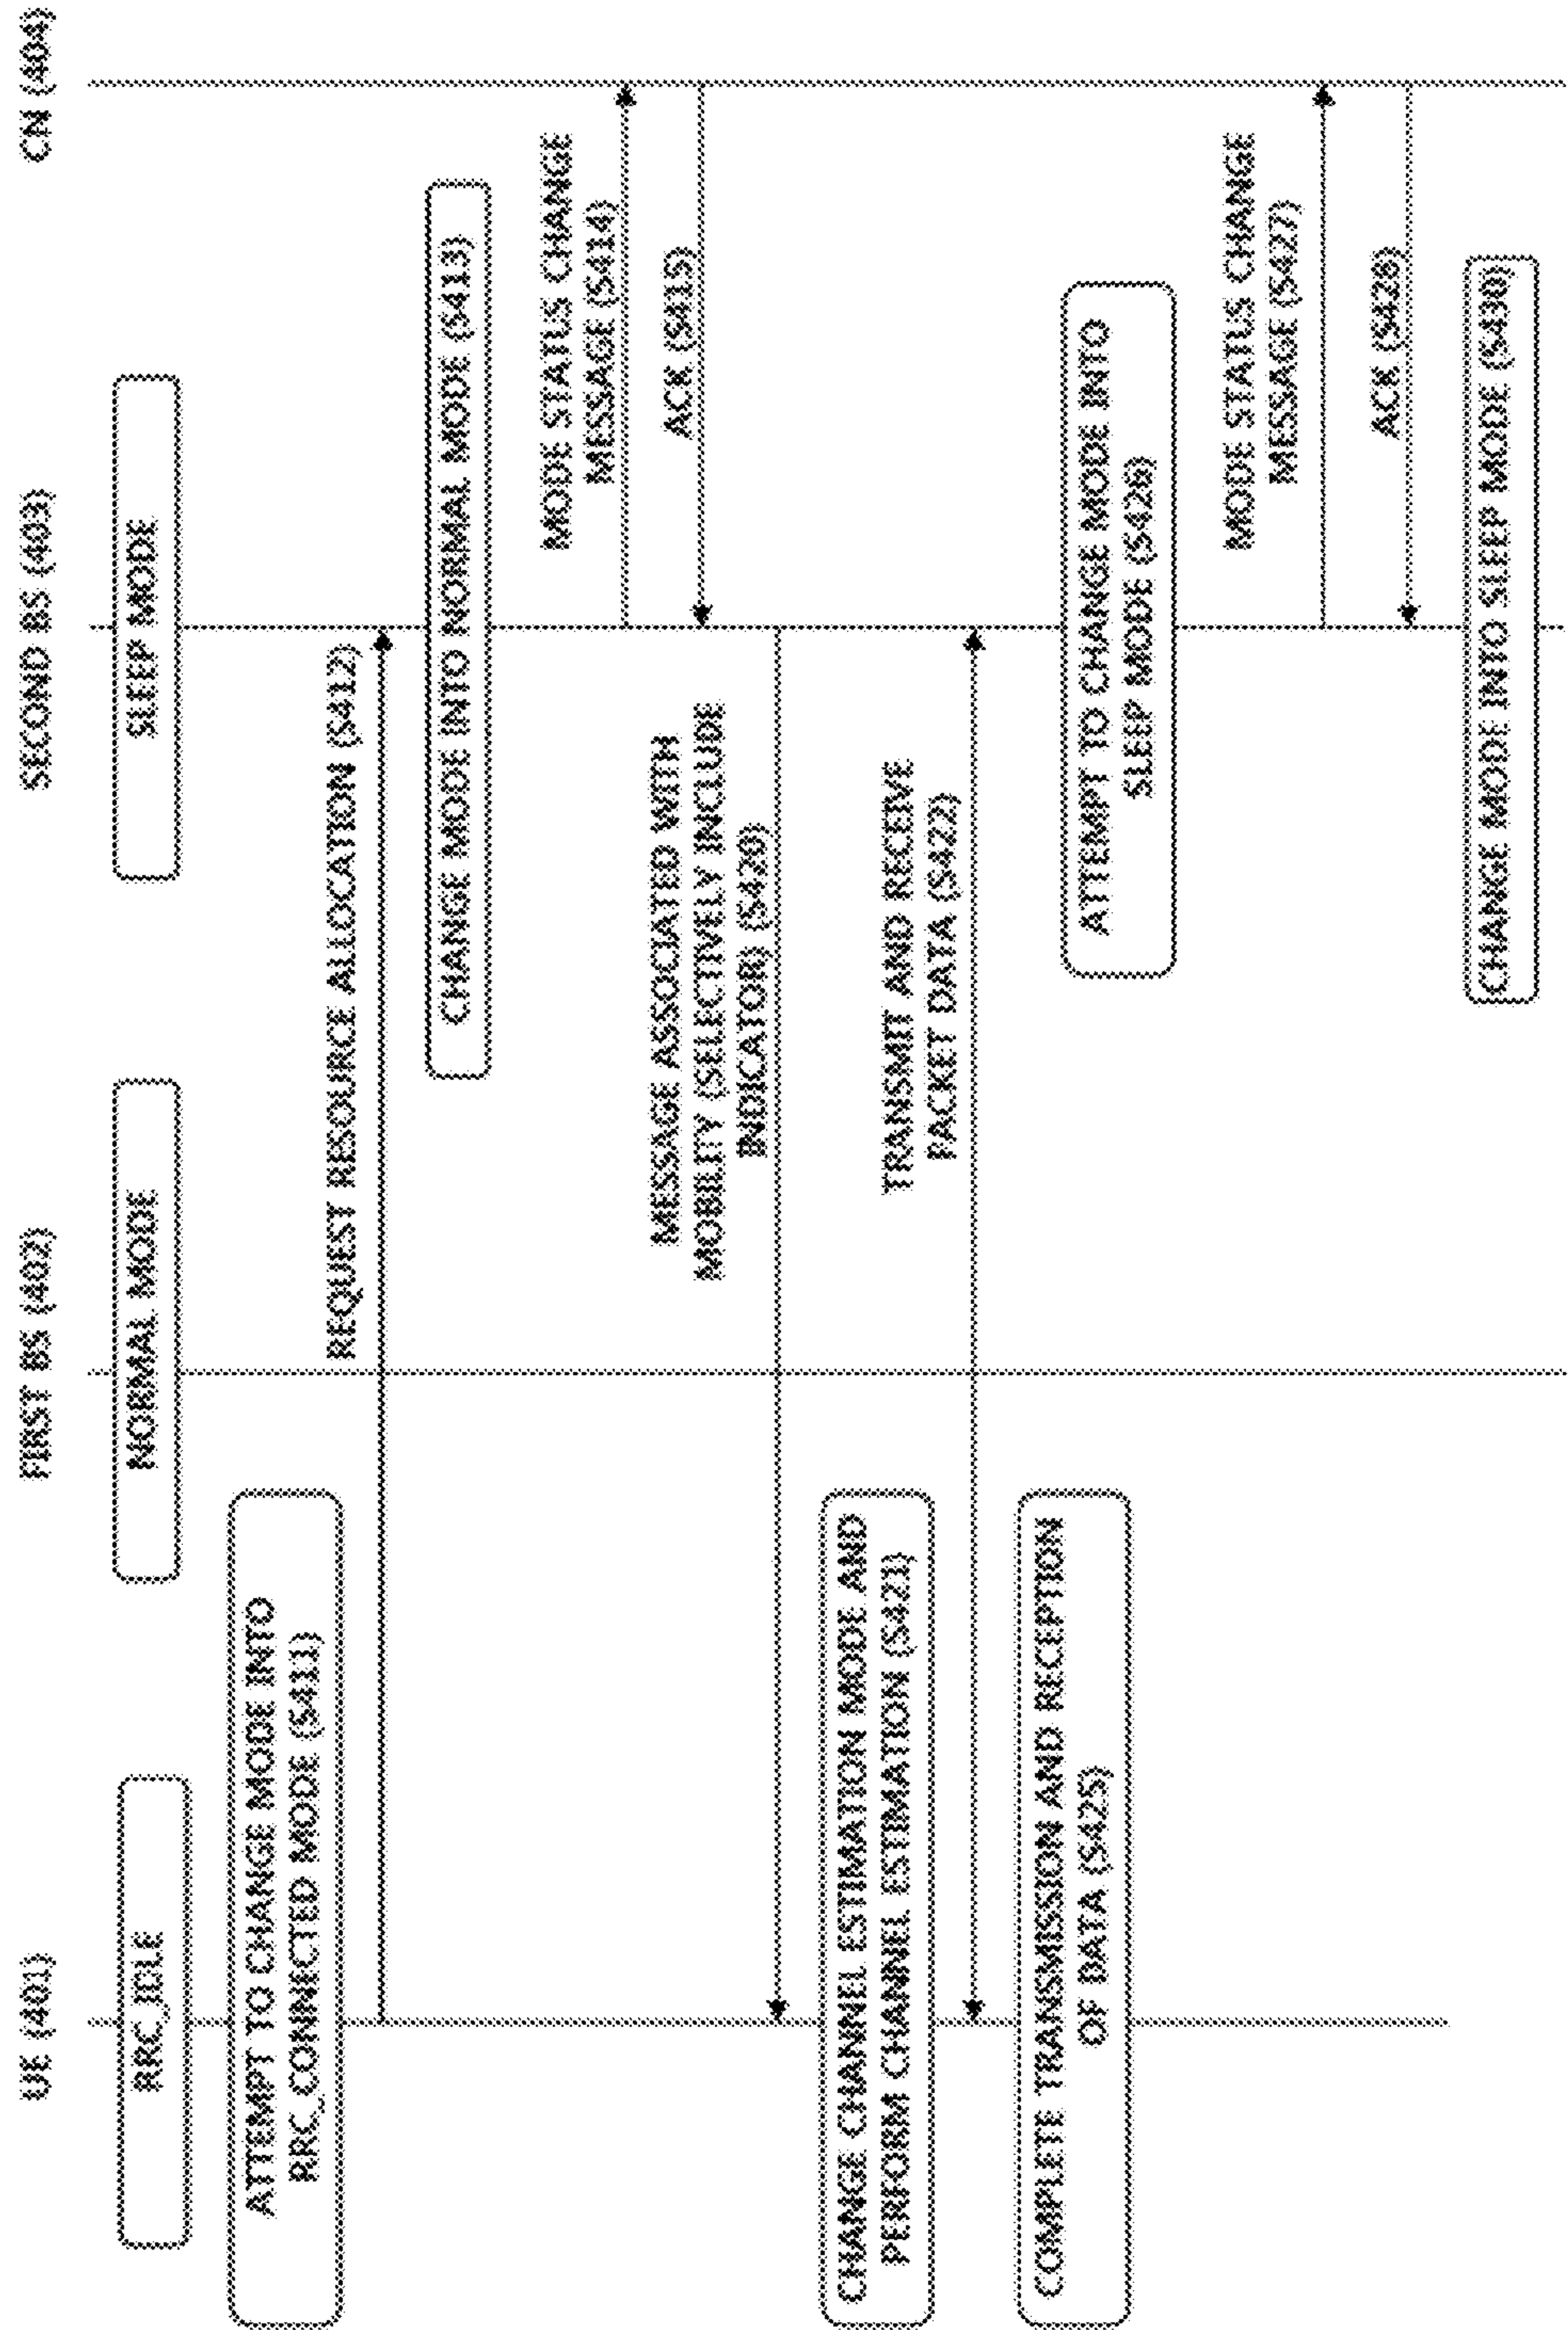 UE (401)
FIRST BS (402)
SECOND BS (403)
CN (404)
RRC_IDLE
NORMAL MODE
SLEEP MODE
ATTEMPT TO CHANGE MODE INTO
RRC_CONNECTED MODE (S411)
REQUEST RESOURCE ALLOCATION (S412)
CHANGE MODE INTO NORMAL MODE (S413)
MODE STATUS CHANGE
MESSAGE (S414)
ACK (S415)
MESSAGE ASSOCIATED WITH
MOBILITY (SELECTIVELY INCLUDE
INDICATOR) (S420)
CHANGE CHANNEL ESTIMATION MODE AND
PERFORM CHANNEL ESTIMATION (S421)
TRANSMIT AND RECEIVE
PACKET DATA (S422)
COMPLETE TRANSMISSION AND RECEPTION
OF DATA (S425)
ATTEMPT TO CHANGE MODE INTO
SLEEP MODE (S426)
MODE STATUS CHANGE
MESSAGE (S427)
ACK (S428)
CHANGE MODE INTO SLEEP MODE (S430)